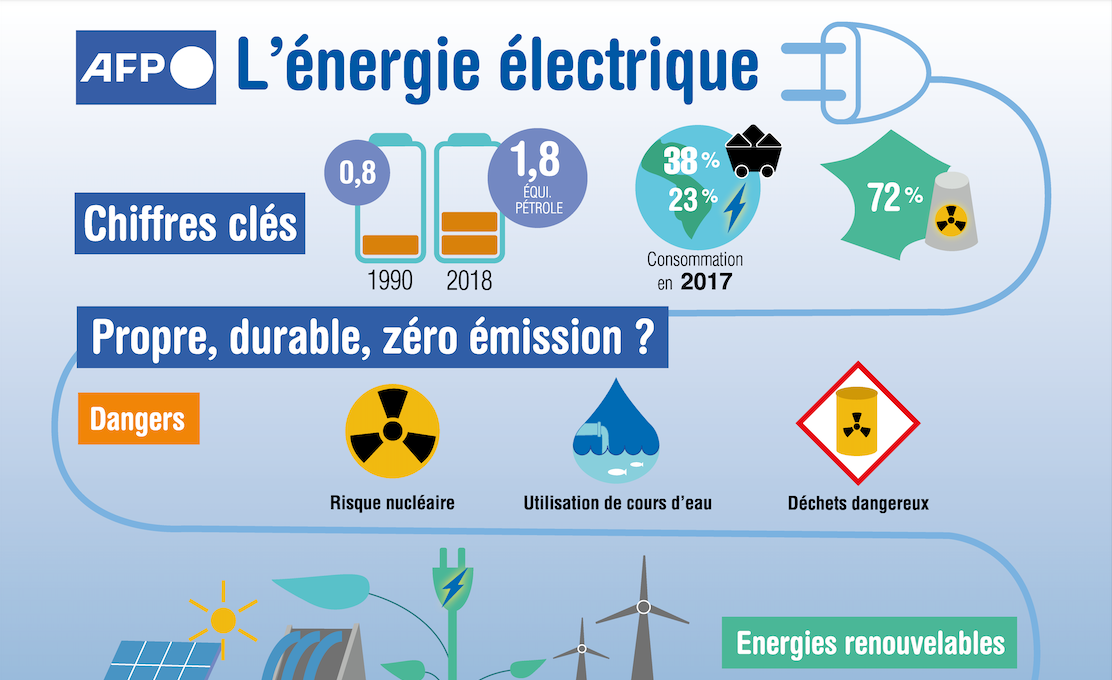 AFP
L'énergie électrique
Chiffres clés
0,8
1990
1,8
ÉQUI.
PÉTROLE
2018
38 %
23 %
Consommation
en 2017
72 %
Propre, durable, zéro émission ?
Dangers
Risque nucléaire
Utilisation de cours d'eau
Déchets dangereux
Energies renouvelables